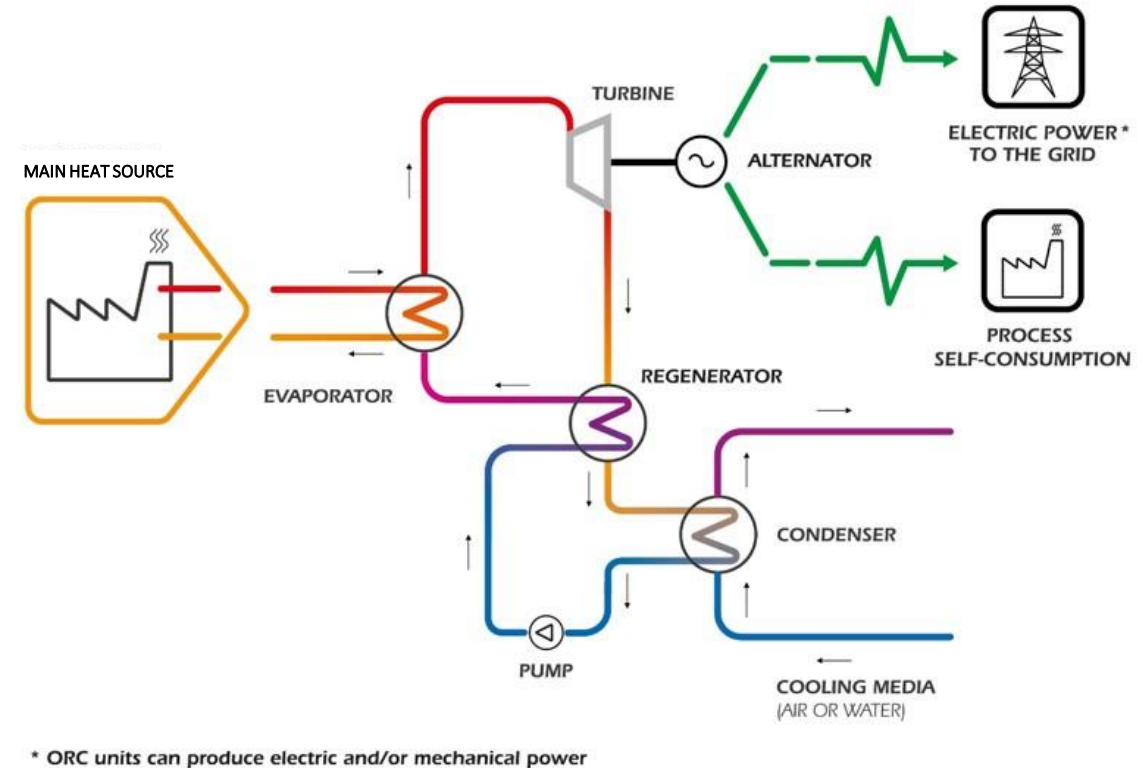 TURBINE
ELECTRIC POWER *
TO THE GRID
ALTERNATOR
MAIN HEAT SOURCE
PROCESS
SELF-CONSUMPTION
REGENERATOR
EVAPORATOR
CONDENSER
PUMP
COOLING MEDIA
(AIR OR WATER)
* ORC units can produce electric and/or mechanical power